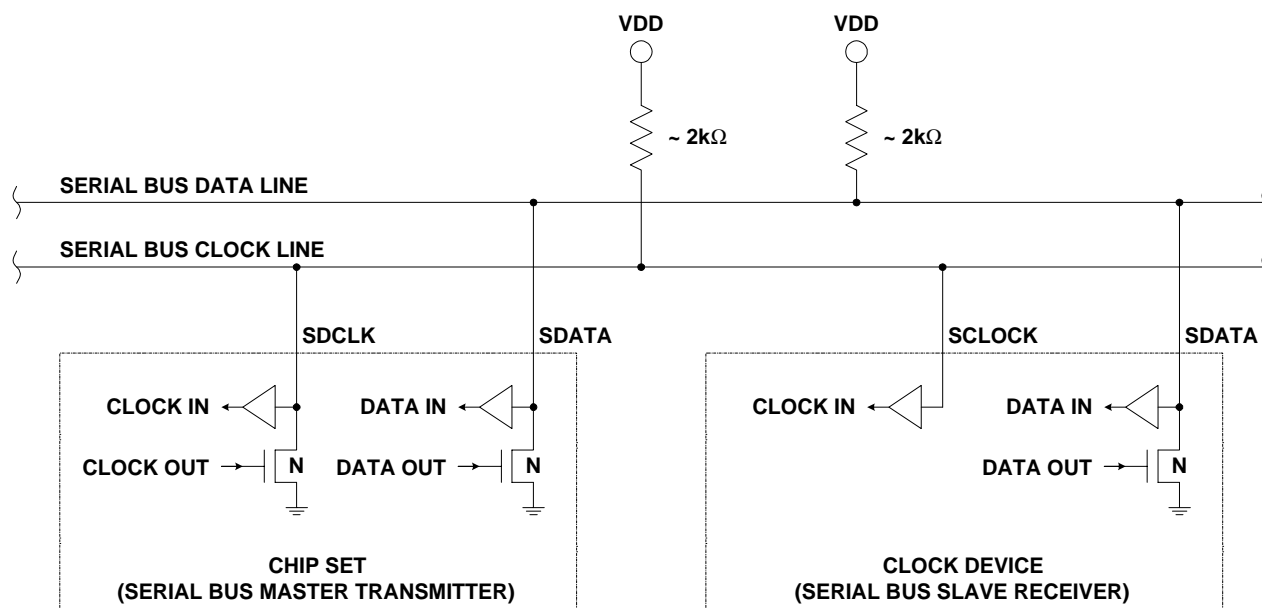 VDD VDD
~ 2kΩ ~ 2kΩ
SERIAL BUS DATA LINE
SERIAL BUS CLOCK LINE
SDCLK SDATA SCLOCK SDATA
CLOCK IN DATA IN CLOCK IN DATA IN
CLOCK OUT N DATA OUT N DATA OUT N
CHIP SET
(SERIAL BUS MASTER TRANSMITTER)
CLOCK DEVICE
(SERIAL BUS SLAVE RECEIVER)